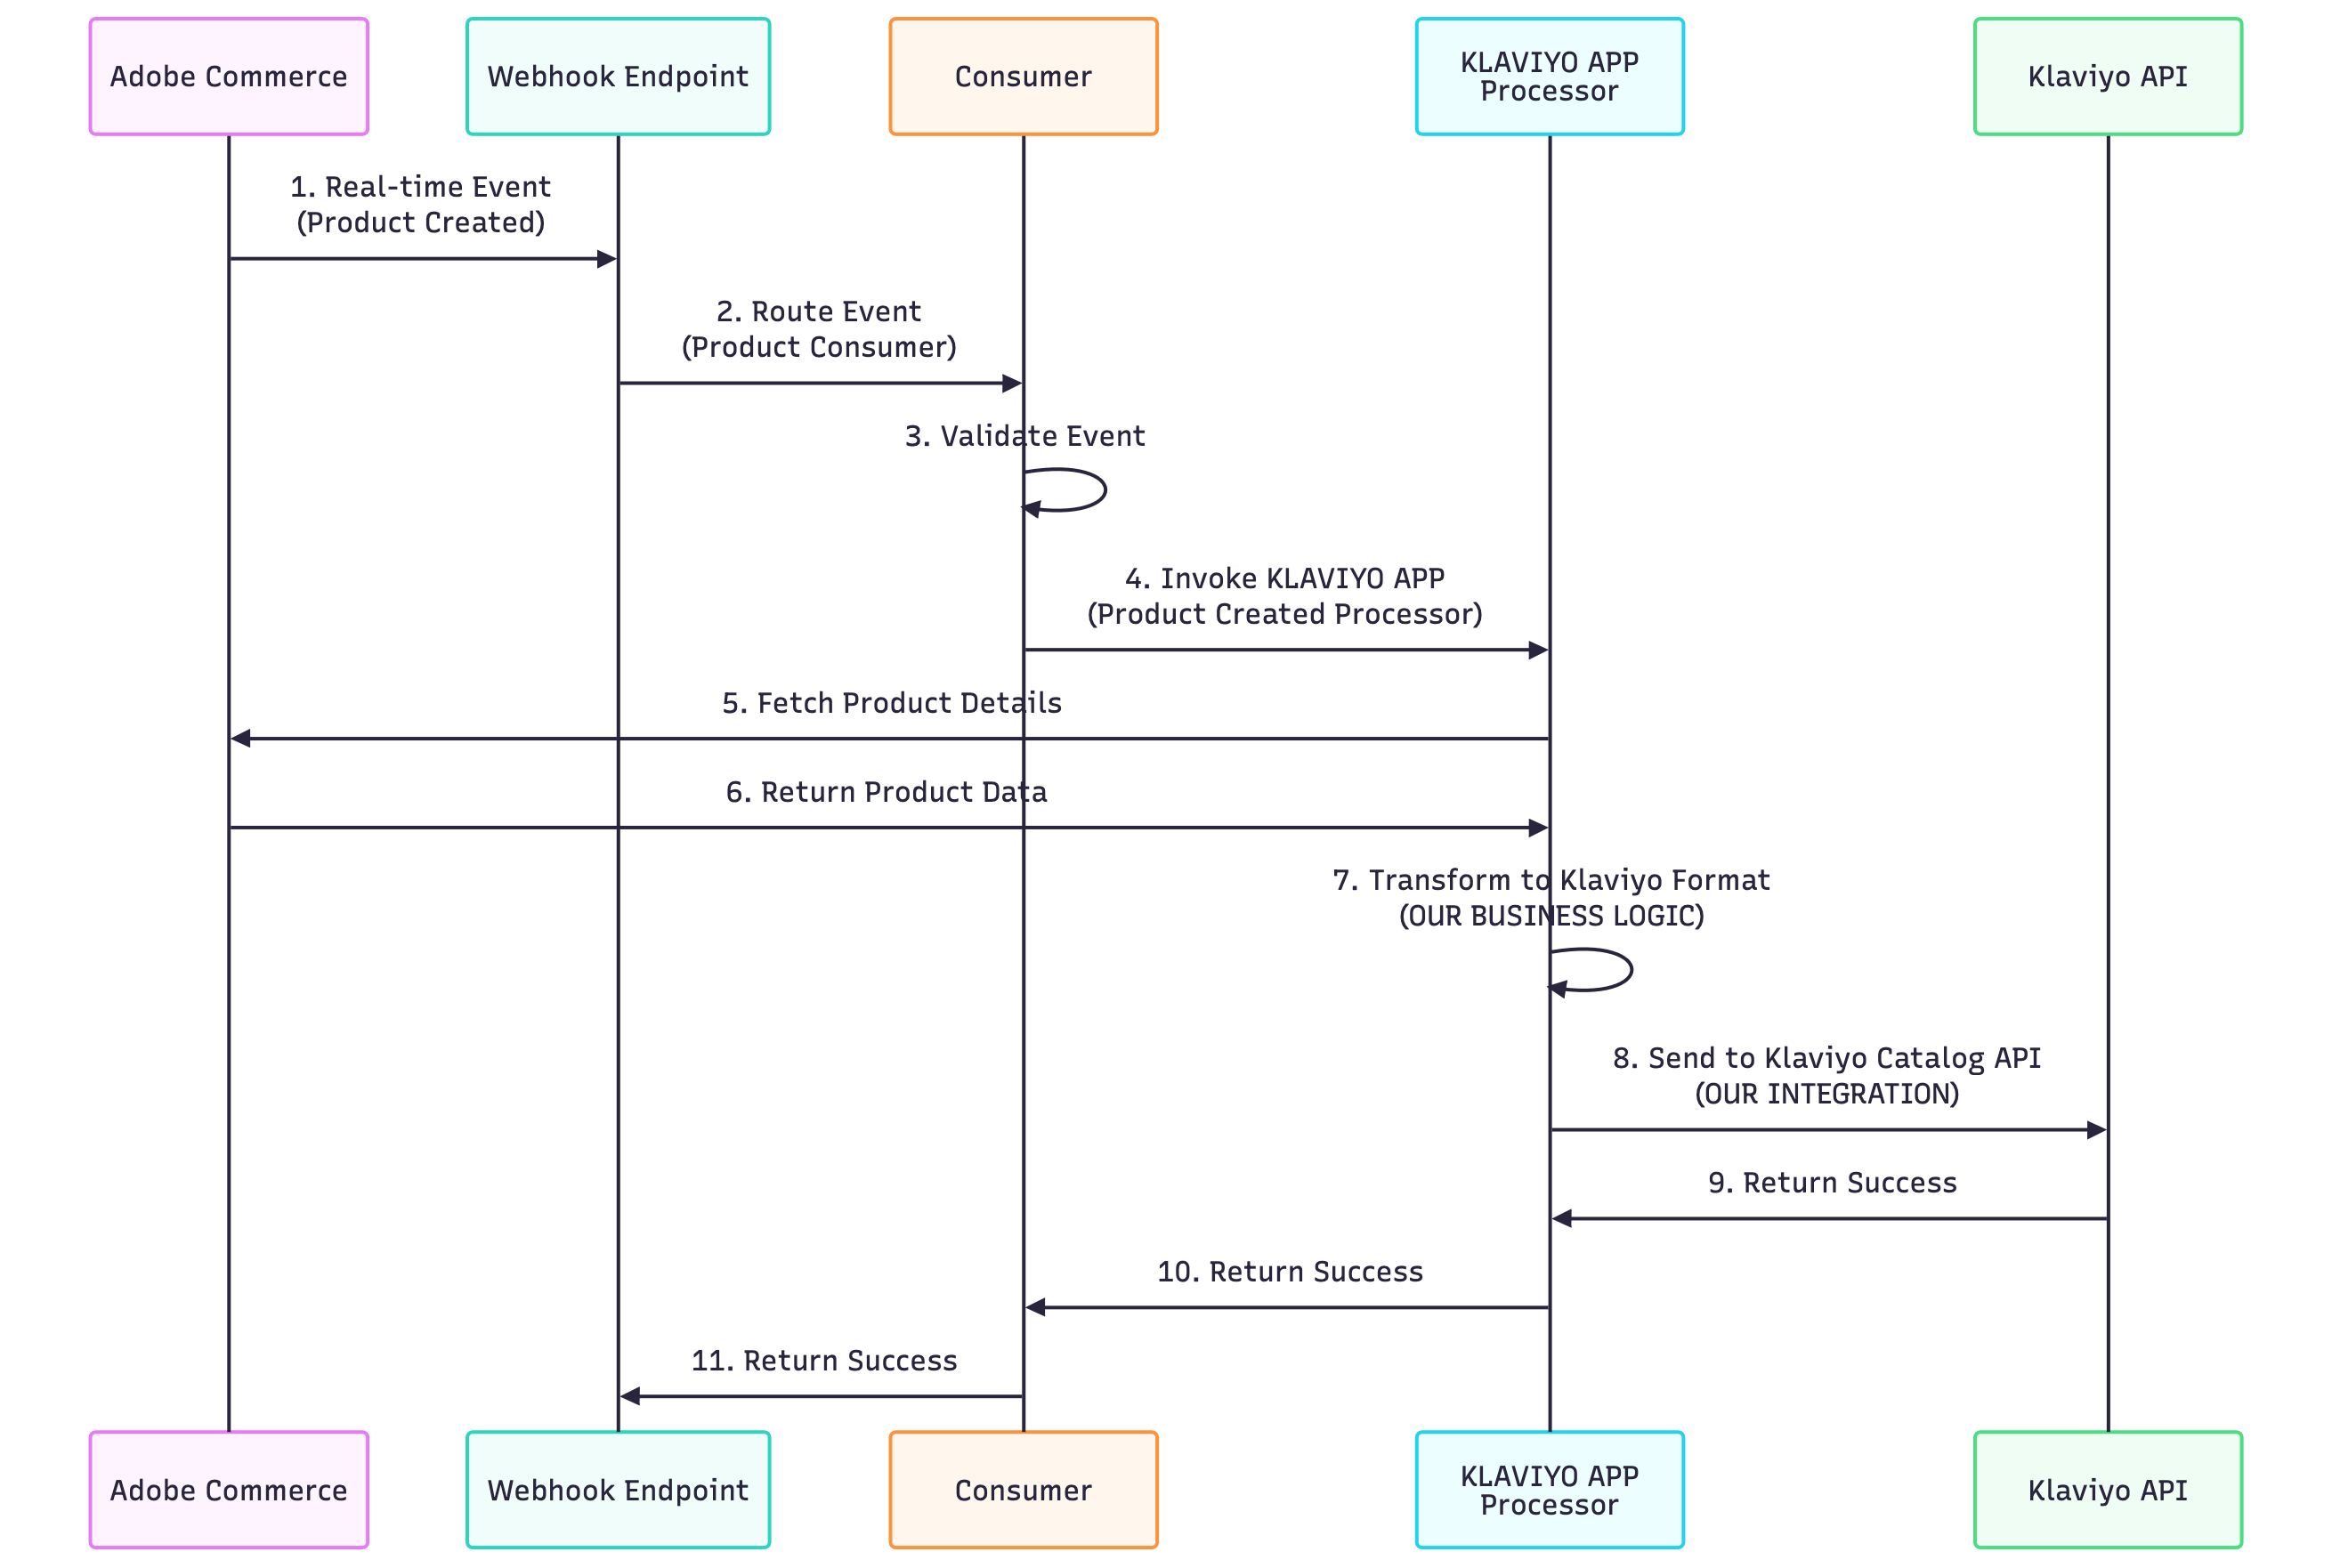 Adobe Commerce
Webhook Endpoint
Consumer
KLAVIYO APP
Processor
Klaviyo API
1. Real-time Event
(Product Created)
2. Route Event
(Product Consumer)
3. Validate Event
4. Invoke KLAVIYO APP
(Product Created Processor)
5. Fetch Product Details
6. Return Product Data
7. Transform to Klaviyo Format
(OUR BUSINESS LOGIC)
8. Send to Klaviyo Catalog API
(OUR INTEGRATION)
9. Return Success
10. Return Success
11. Return Success
Adobe Commerce
Webhook Endpoint
Consumer
KLAVIYO APP
Processor
Klaviyo API